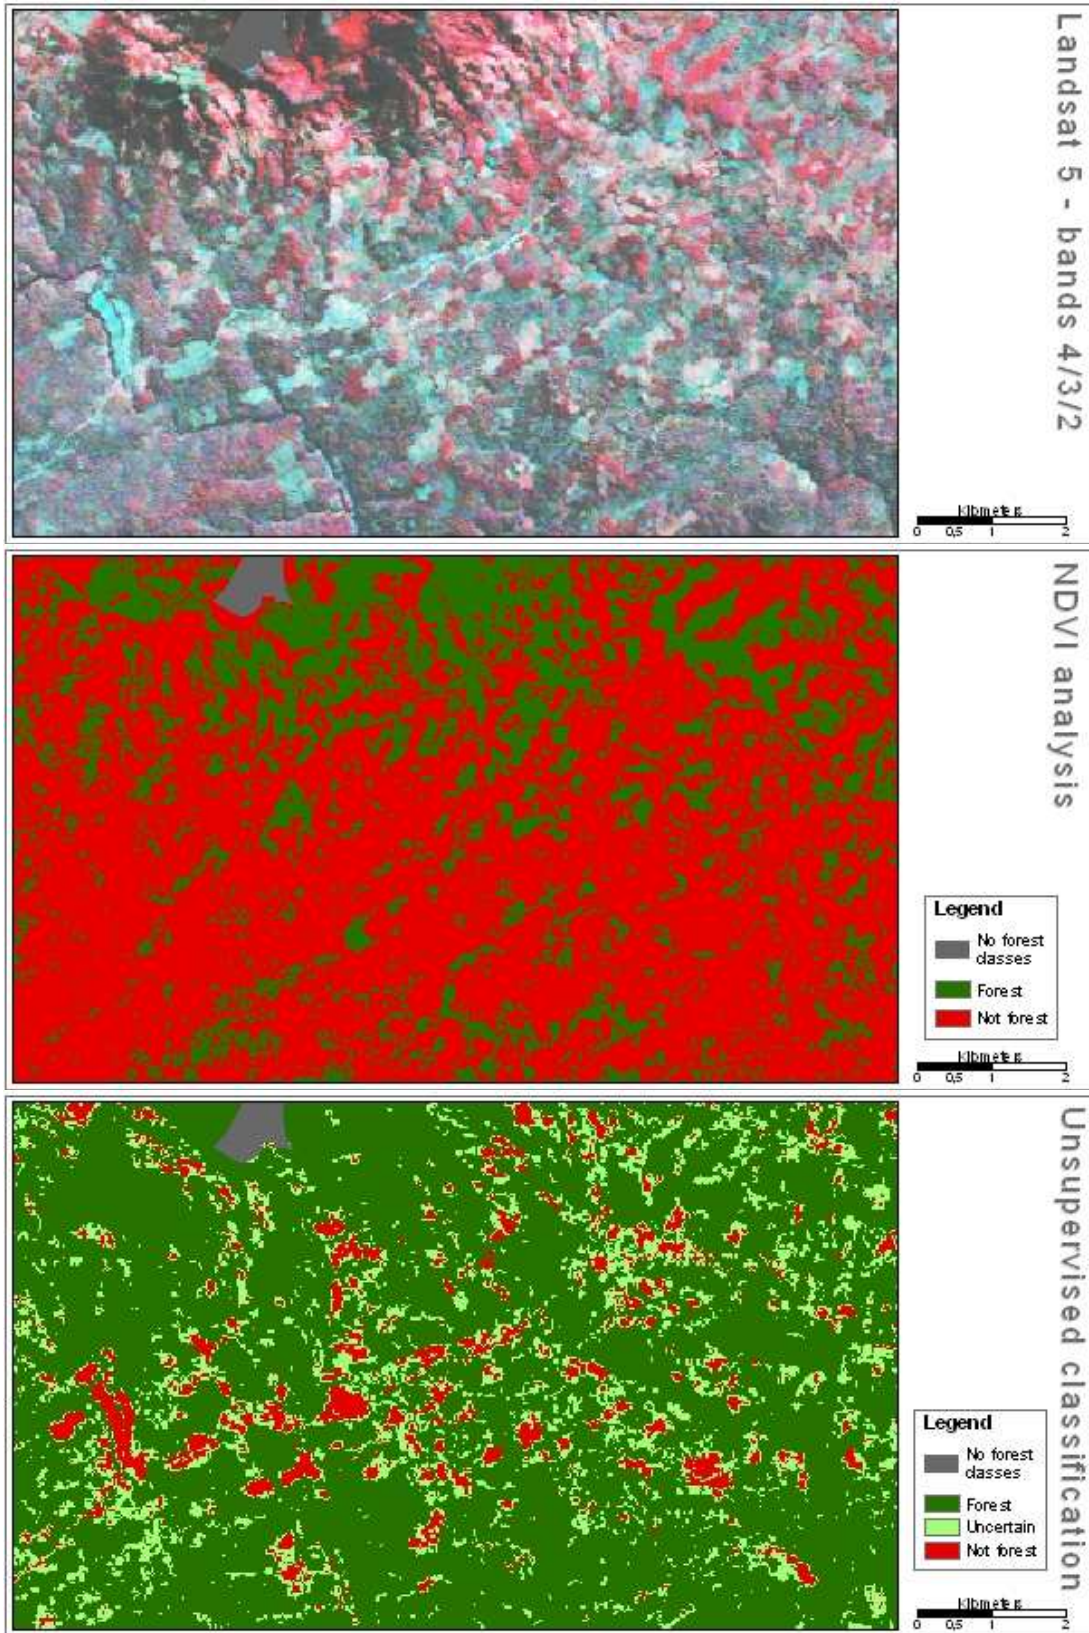 Landsat 5 - bands 4/3/2
Kilometers
0 0,5 1 2
NDVI analysis
Legend
No forest
classes
Forest
Not forest
Kilometers
0 0,5 1 2
Unsupervised classification
Legend
No forest
classes
Forest
Uncertain
Not forest
Kilometers
0 0,5 1 2